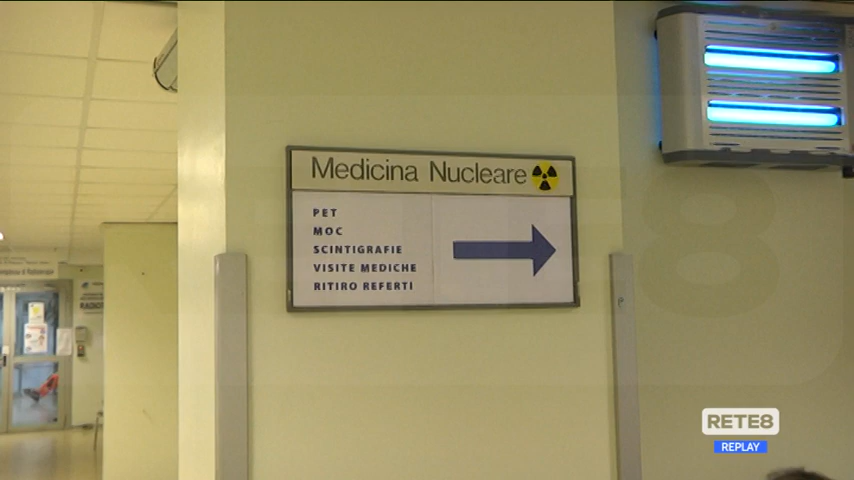 Medicina Nucleare
PET
MOC
SCINTIGRAFIE
VISITE MEDICHE
RITIRO REFERTI
RETE8
REPLAY